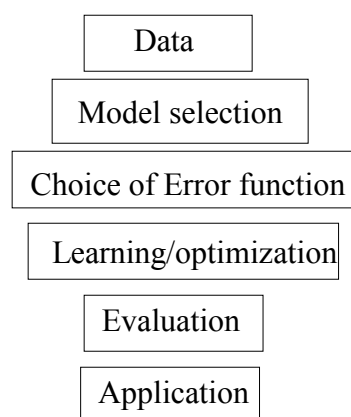 Data
Model selection
Choice of Error function
Learning/optimization
Evaluation
Application